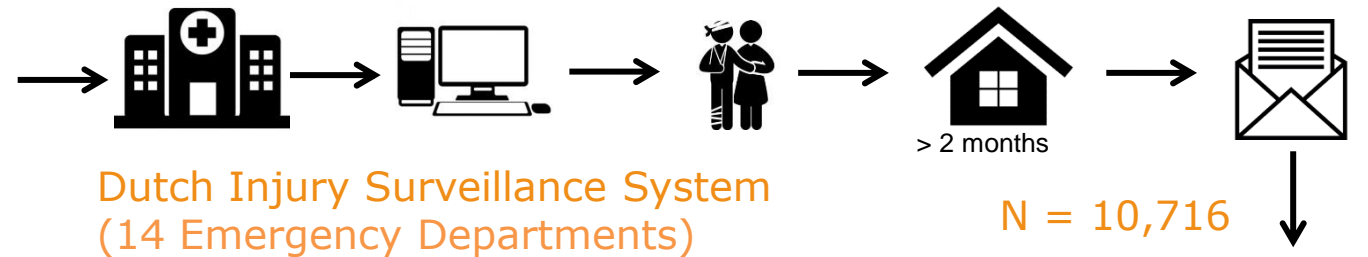 > 2 months
Dutch Injury Surveillance System
(14 Emergency Departments)
N = 10,716